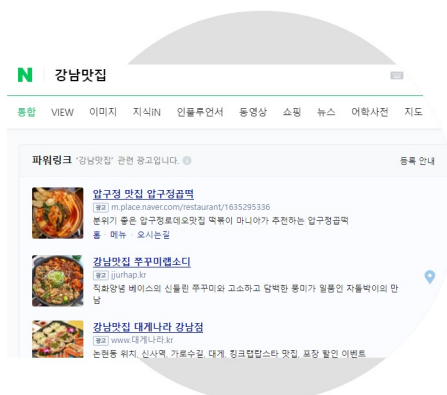 N 강남맛집
통합 VIEW 이미지 지식iN 인플루언서 동영상 쇼핑 뉴스 어학사전 지도
파워링크 '강남맛집' 관련 광고입니다. 등록 안내
압구정 맛집 압구정곱떡
광고 m.place.naver.com/restaurant/1635295336
분위기 좋은 압구정로데오맛집 떡볶이 마니아가 추천하는 압구정곱떡
홈 · 메뉴 · 오시는길
강남맛집 쭈꾸미랩소디
광고 jjurhap.kr
직화양념 베이스의 신들린 쭈꾸미와 고소하고 담백한 풍미가 일품인 자돌박이의 만
남
강남맛집 대게나라 강남점
광고 www.대게나라.kr
논현동 위치, 신사역, 가로수길, 대게, 킹크랩랍스타 맛집, 포장 할인 이벤트